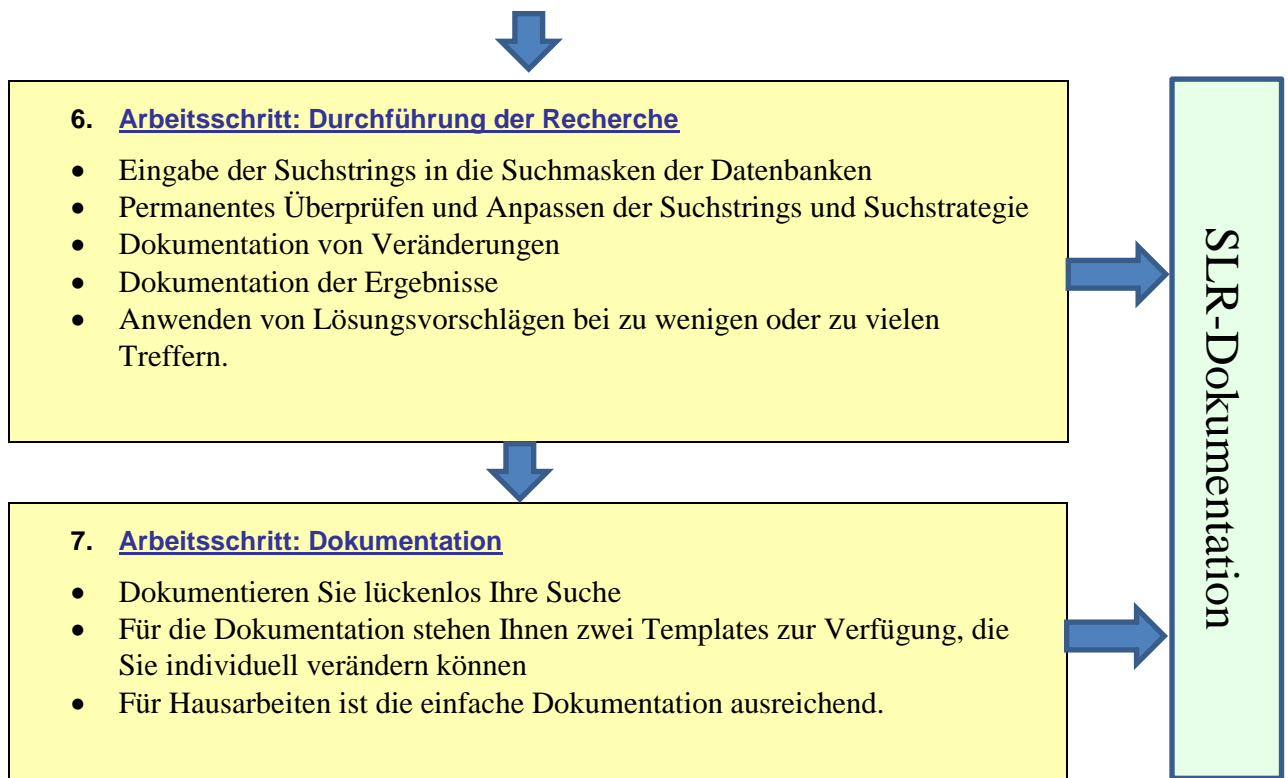 6. Arbeitsschritt: Durchführung der Recherche
• Eingabe der Suchstrings in die Suchmasken der Datenbanken
• Permanentes Überprüfen und Anpassen der Suchstrings und Suchstrategie
• Dokumentation von Veränderungen
• Dokumentation der Ergebnisse
• Anwenden von Lösungsvorschlägen bei zu wenigen oder zu vielen
Treffern.
7. Arbeitsschritt: Dokumentation
• Dokumentieren Sie lückenlos Ihre Suche
• Für die Dokumentation stehen Ihnen zwei Templates zur Verfügung, die
Sie individuell verändern können
• Für Hausarbeiten ist die einfache Dokumentation ausreichend.
SLR-Dokumentation